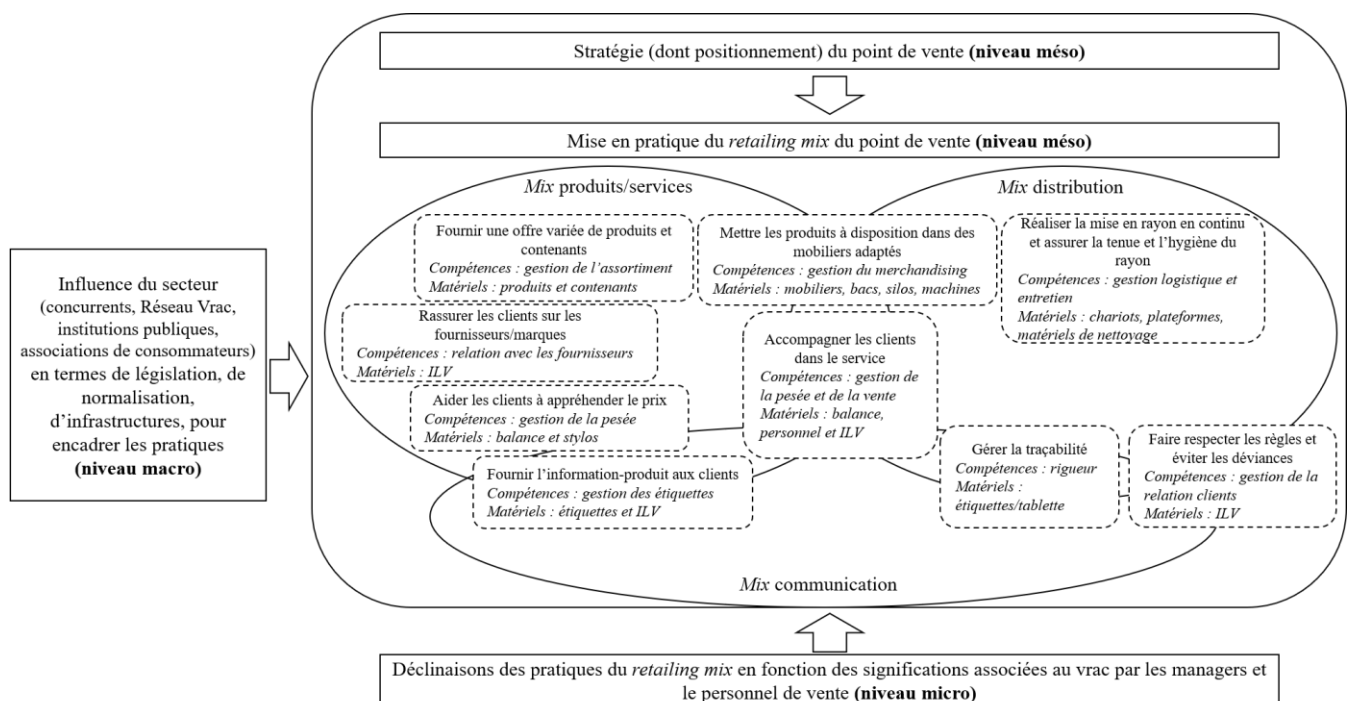 Stratégie (dont positionnement) du point de vente (niveau méso)
Mise en pratique du retailing mix du point de vente (niveau méso)
Influence du secteur
(concurrents, Réseau Vrac,
institutions publiques,
associations de consommateurs)
en termes de législation, de
normalisation,
d’infrastructures, pour
encadrer les pratiques
(niveau macro)
Mix produits/services
Mix distribution
Fournir une offre variée de produits et
contenants
Compétences : gestion de l’assortiment
Matériels : produits et contenants
Mettre les produits à disposition dans des
mobiliers adaptés
Compétences : gestion du merchandising
Matériels : mobiliers, bacs, silos, machines
Réaliser la mise en rayon en continu
et assurer la tenue et l’hygiène du
rayon
Compétences : gestion logistique et
entretien
Matériels : chariots, plateformes,
matériels de nettoyage
Rassurer les clients sur les
fournisseurs/marques
Compétences : relation avec les fournisseurs
Matériels : ILV
Accompagner les clients
dans le service
Compétences : gestion de
la pesée et de la vente
Matériels : balance,
personnel et ILV
Aider les clients à appréhender le prix
Compétences : gestion de la pesée
Matériels : balance et stylos
Fournir l’information-produit aux clients
Compétences : gestion des étiquettes
Matériels : étiquettes et ILV
Gérer la traçabilité
Compétences : rigueur
Matériels :
étiquettes/tablette
Faire respecter les règles et
éviter les déviances
Compétences : gestion de la
relation clients
Matériels : ILV
Mix communication
Déclinaisons des pratiques du retailing mix en fonction des significations associées au vrac par les managers et
le personnel de vente (niveau micro)